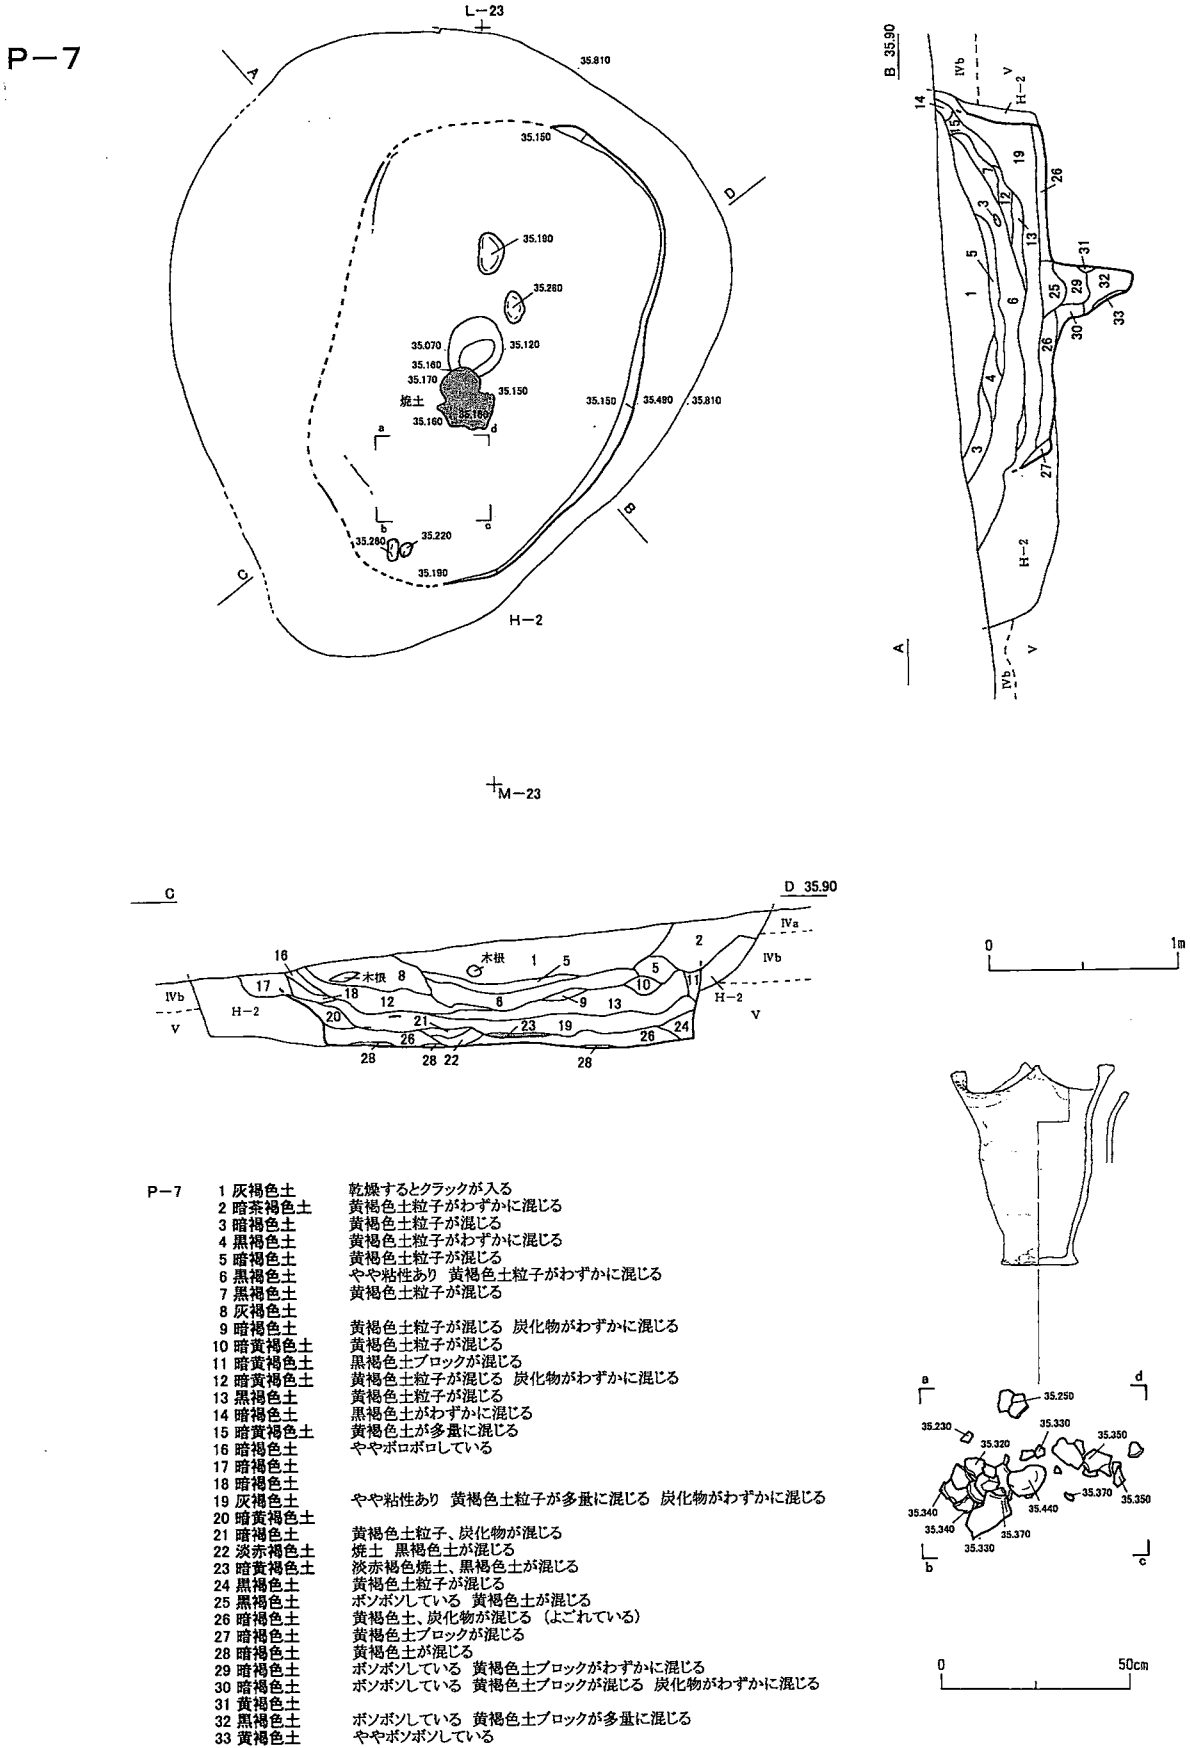 P－7
L－23
A
35.810
35.150
D
35.190
35.260
35.070
35.120
35.160
35.170
焼土
35.150
35.160
35.160
35.150
35.490
35.810
a
d
b
c
35.260
35.220
35.190
B
C
H－2
M－23
B 35.90
IVb
V
H－2
14
15
7
19
26
3
12
13
31
5
1
6
25
29
32
30
33
26
4
3
27
H－2
A
IVb
V
C
D 35.90
IVa
2
16
木根
木根
1
5
IVb
17
8
5
10
11
IVb
18
12
6
9
13
H－2
H－2
V
20
21
23
19
24
V
26
26
28
28
22
28
0
1m
P－7
1 灰褐色土 乾燥するとクラックが入る
2 暗茶褐色土 黄褐色土粒子がわずかに混じる
3 暗褐色土 黄褐色土粒子が混じる
4 黒褐色土 黄褐色土粒子がわずかに混じる
5 暗褐色土 黄褐色土粒子が混じる
6 黒褐色土 やや粘性あり 黄褐色土粒子がわずかに混じる
7 黒褐色土 黄褐色土粒子が混じる
8 灰褐色土
9 暗褐色土 黄褐色土粒子が混じる 炭化物がわずかに混じる
10 暗黄褐色土 黄褐色土粒子が混じる
11 暗黄褐色土 黒褐色土ブロックが混じる
12 暗黄褐色土 黄褐色土粒子が混じる 炭化物がわずかに混じる
13 黒褐色土 黄褐色土粒子が混じる
14 暗褐色土 黒褐色土がわずかに混じる
15 暗黄褐色土 黄褐色土が多量に混じる
16 暗褐色土 ややボロボロしている
17 暗褐色土
18 暗褐色土
19 灰褐色土 やや粘性あり 黄褐色土粒子が多量に混じる 炭化物がわずかに混じる
20 暗黄褐色土
21 暗褐色土 黄褐色土粒子、炭化物が混じる
22 淡赤褐色土 焼土 黒褐色土が混じる
23 暗黄褐色土 淡赤褐色焼土、黒褐色土が混じる
24 黒褐色土 黄褐色土粒子が混じる
25 黒褐色土 ボソボソしている 黄褐色土が混じる
26 暗褐色土 黄褐色土、炭化物が混じる（よごれている）
27 暗褐色土 黄褐色土ブロックが混じる
28 暗褐色土 黄褐色土が混じる
29 暗褐色土 ボソボソしている 黄褐色土ブロックがわずかに混じる
30 暗褐色土 ボソボソしている 黄褐色土ブロックが混じる 炭化物がわずかに混じる
31 黄褐色土
32 黒褐色土 ボソボソしている 黄褐色土ブロックが多量に混じる
33 黄褐色土 ややボソボソしている
a
d
35.250
35.230
35.330
35.320
35.350
35.340
35.440
35.370
35.350
35.340
35.370
35.330
b
c
0
50cm